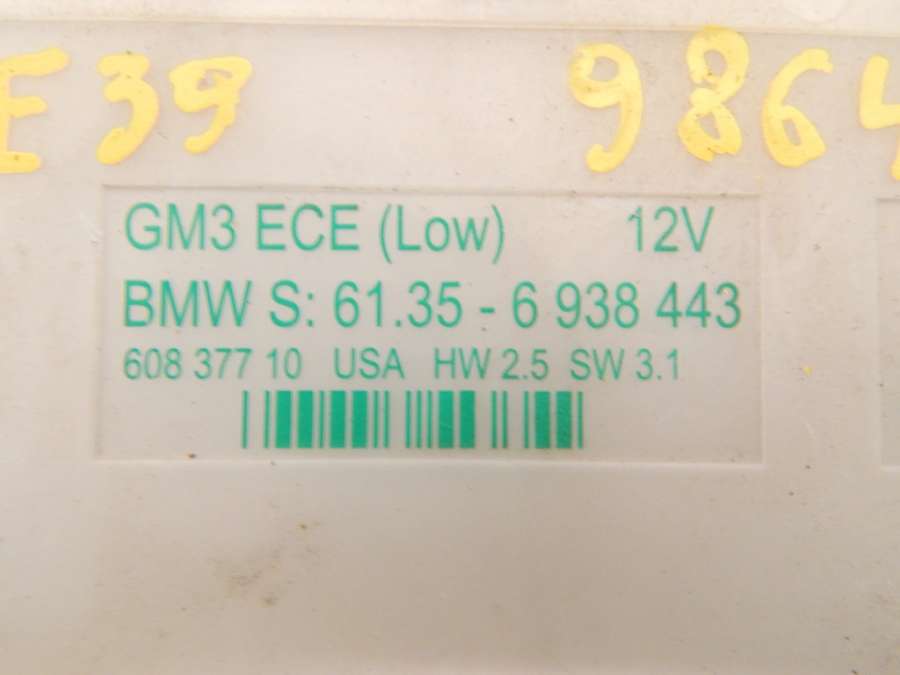 E39 9864
GM3 ECE (Low) 12V
BMW S: 61.35 - 6 938 443
608 377 10 USA HW 2.5 SW 3.1